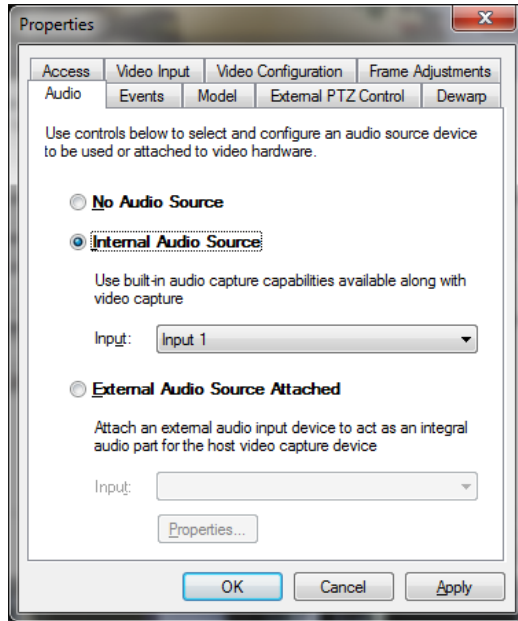 Properties
Access Video Input Video Configuration Frame Adjustments
Audio Events Model External PTZ Control Dewarp
Use controls below to select and configure an audio source device
to be used or attached to video hardware.
No Audio Source
Internal Audio Source
Use built-in audio capture capabilities available along with
video capture
Input: Input 1
External Audio Source Attached
Attach an external audio input device to act as an integral
audio part for the host video capture device
Input:
Properties...
OK Cancel Apply